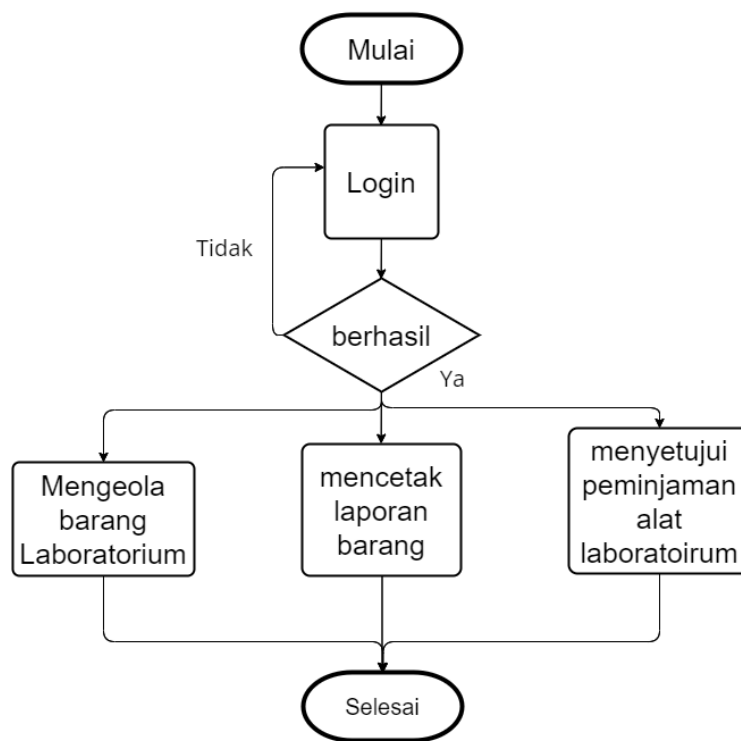 Mulai
Login
Tidak
berhasil
Ya
Mengeola
barang
Laboratorium
mencetak
laporan
barang
menyetujui
peminjaman
alat
laboratoirum
Selesai